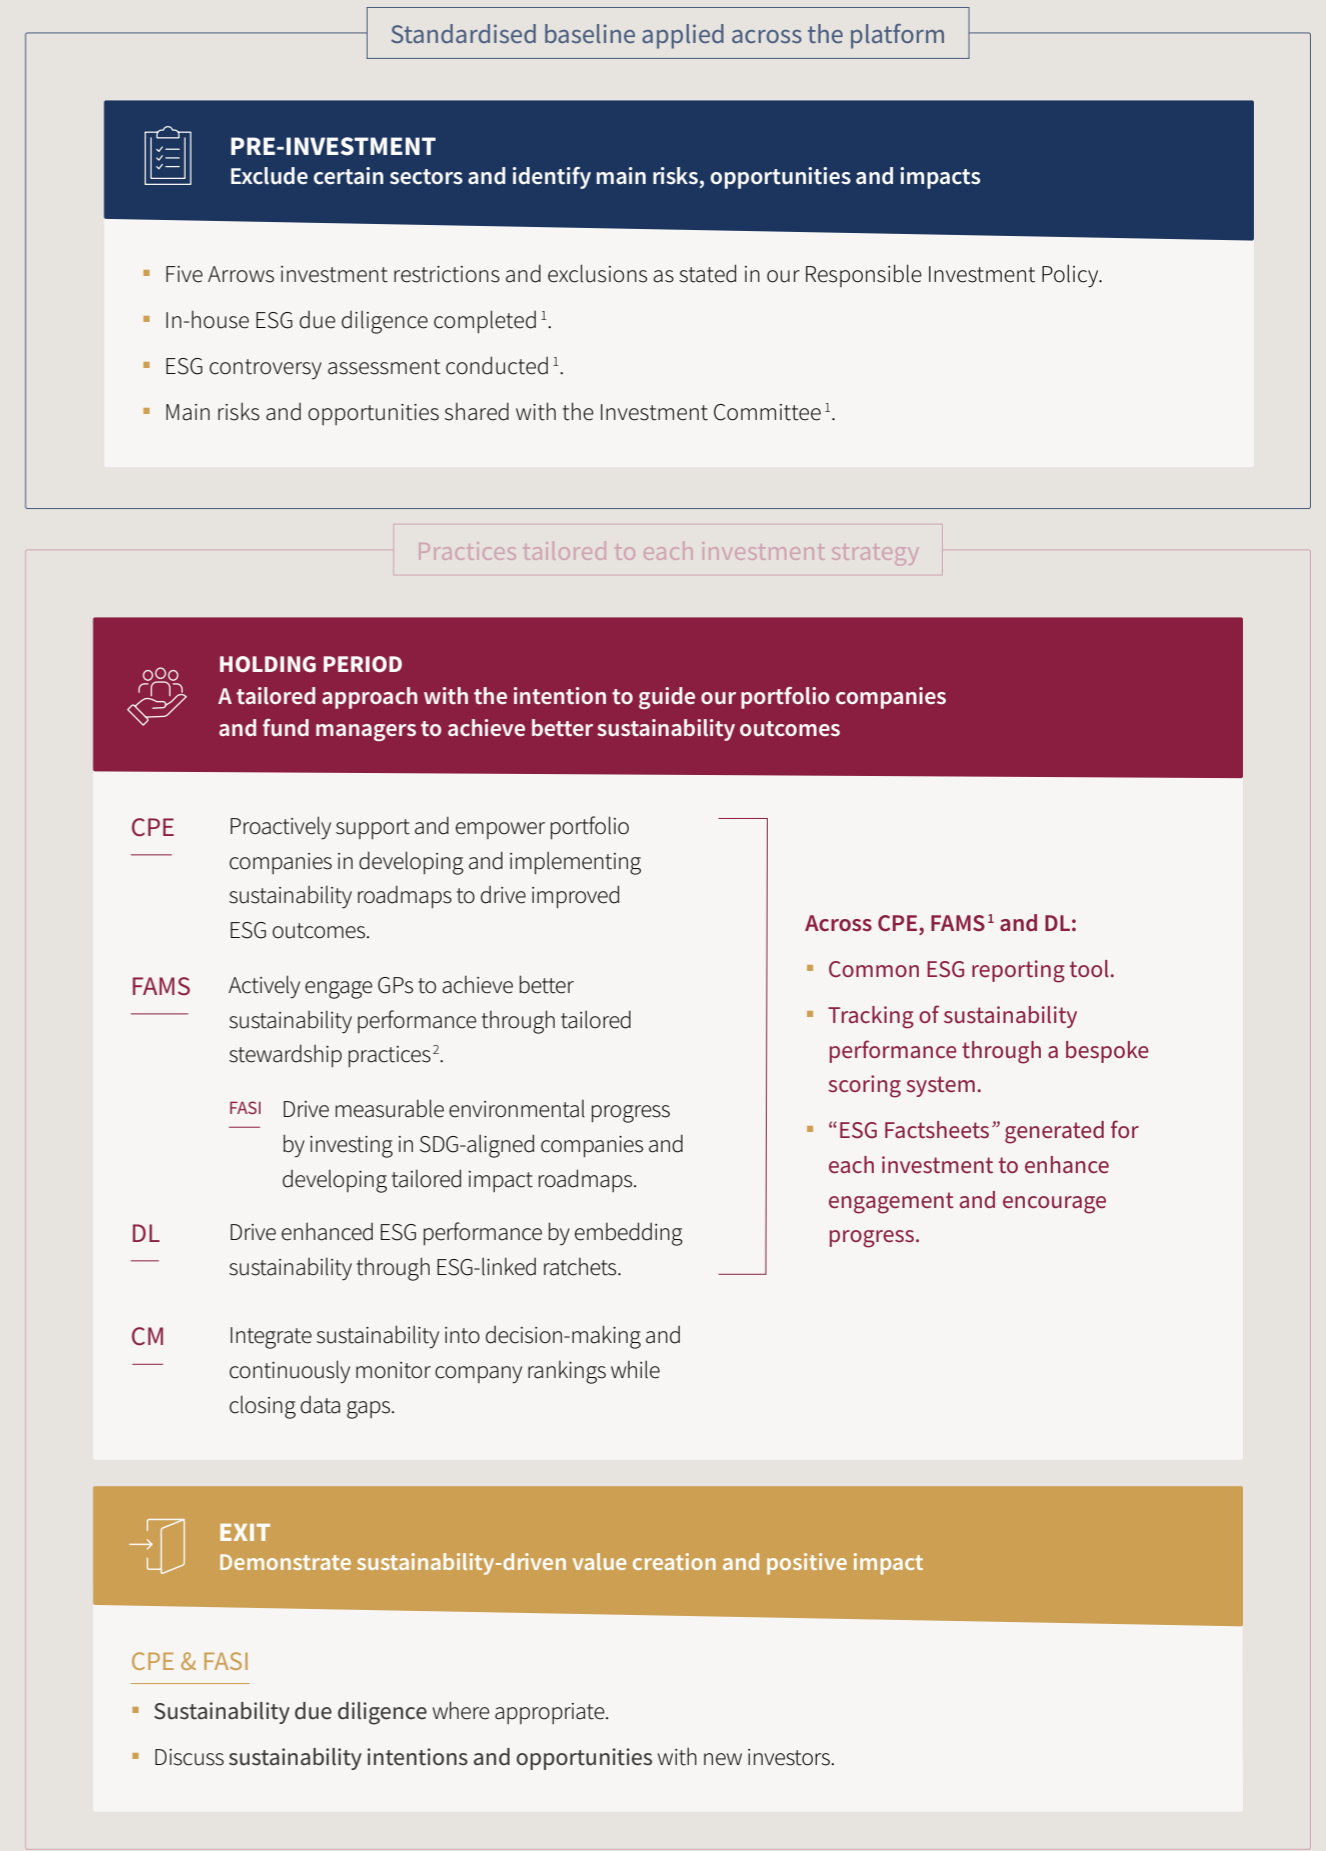 Standardised baseline applied across the platform
PRE-INVESTMENT
Exclude certain sectors and identify main risks, opportunities and impacts
▪ Five Arrows investment restrictions and exclusions as stated in our Responsible Investment Policy.
▪ In-house ESG due diligence completed¹.
▪ ESG controversy assessment conducted¹.
▪ Main risks and opportunities shared with the Investment Committee¹.
Practices tailored to each investment strategy
HOLDING PERIOD
A tailored approach with the intention to guide our portfolio companies
and fund managers to achieve better sustainability outcomes
CPE
Proactively support and empower portfolio
companies in developing and implementing
sustainability roadmaps to drive improved
ESG outcomes.
FAMS
Actively engage GPs to achieve better
sustainability performance through tailored
stewardship practices².
FASI
Drive measurable environmental progress
by investing in SDG-aligned companies and
developing tailored impact roadmaps.
DL
Drive enhanced ESG performance by embedding
sustainability through ESG-linked ratchets.
CM
Integrate sustainability into decision-making and
continuously monitor company rankings while
closing data gaps.
Across CPE, FAMS¹ and DL:
▪ Common ESG reporting tool.
▪ Tracking of sustainability
performance through a bespoke
scoring system.
▪ “ESG Factsheets” generated for
each investment to enhance
engagement and encourage
progress.
EXIT
Demonstrate sustainability-driven value creation and positive impact
CPE & FASI
▪ Sustainability due diligence where appropriate.
▪ Discuss sustainability intentions and opportunities with new investors.